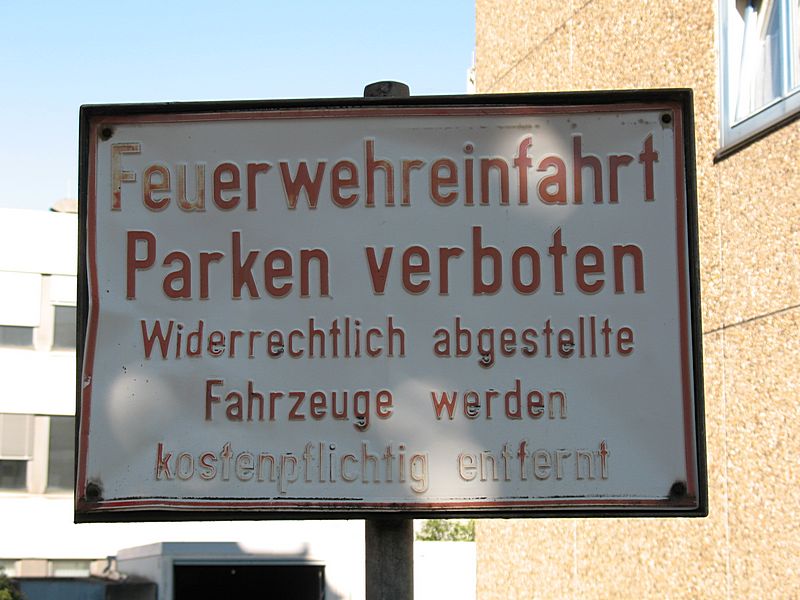 Feuerwehreinfahrt
Parken verboten
Widerrechtlich abgestellte
Fahrzeuge werden
kostenpflichtig entfernt